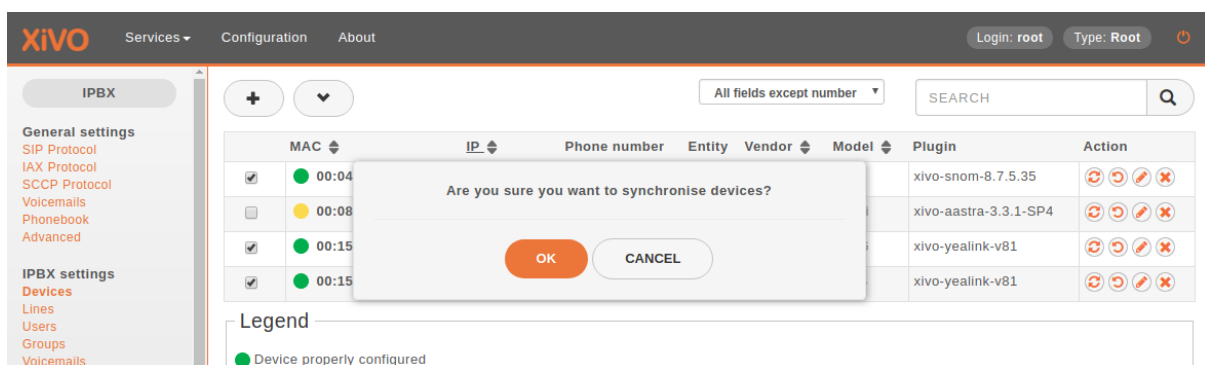 XiVO Services Configuration About Login: root Type: Root
IPBX
General settings
SIP Protocol
IAX Protocol
SCCP Protocol
Voicemails
Phonebook
Advanced
IPBX settings
Devices
Lines
Users
Groups
Voicemails
All fields except number SEARCH
MAC IP Phone number Entity Vendor Model Plugin Action
00:04 xivo-snom-8.7.5.35
00:08 xivo-aastra-3.3.1-SP4
00:15 xivo-yealink-v81
00:15 xivo-yealink-v81
Are you sure you want to synchronise devices?
OK CANCEL
Legend
Device properly configured